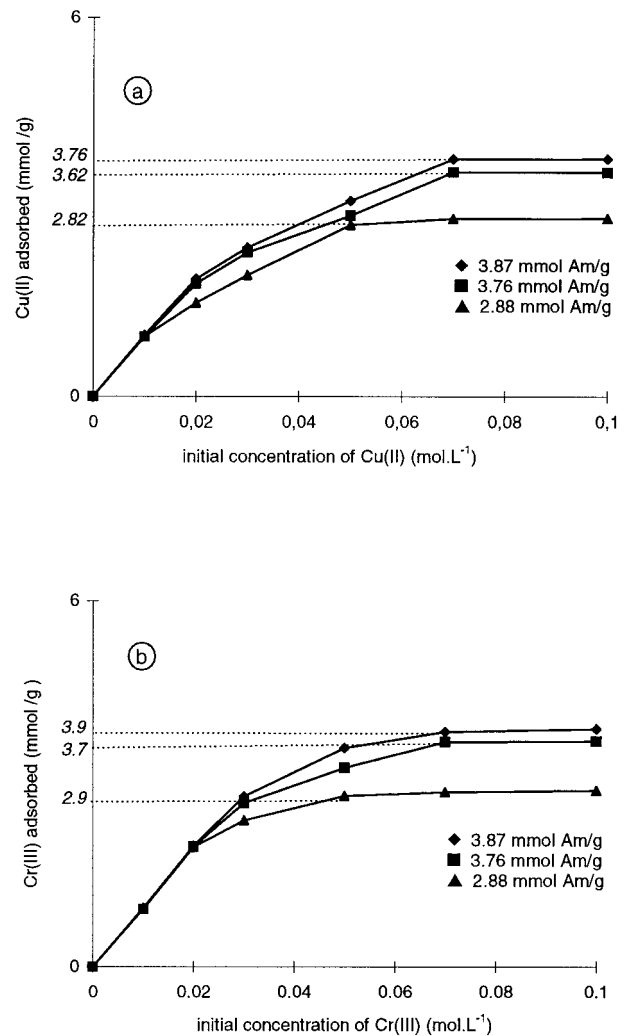 6
a
Cu(II) adsorbed (mmol /g)
3.76
3.62
2.82
3.87 mmol Am/g
3.76 mmol Am/g
2.88 mmol Am/g
0
0 0,02 0,04 0,06 0,08 0,1
initial concentration of Cu(II) (mol.L⁻¹)
6
b
Cr(III) adsorbed (mmol /g)
3.9
3.7
2.9
3.87 mmol Am/g
3.76 mmol Am/g
2.88 mmol Am/g
0
0 0.02 0.04 0.06 0.08 0.1
initial concentration of Cr(III) (mol.L⁻¹)